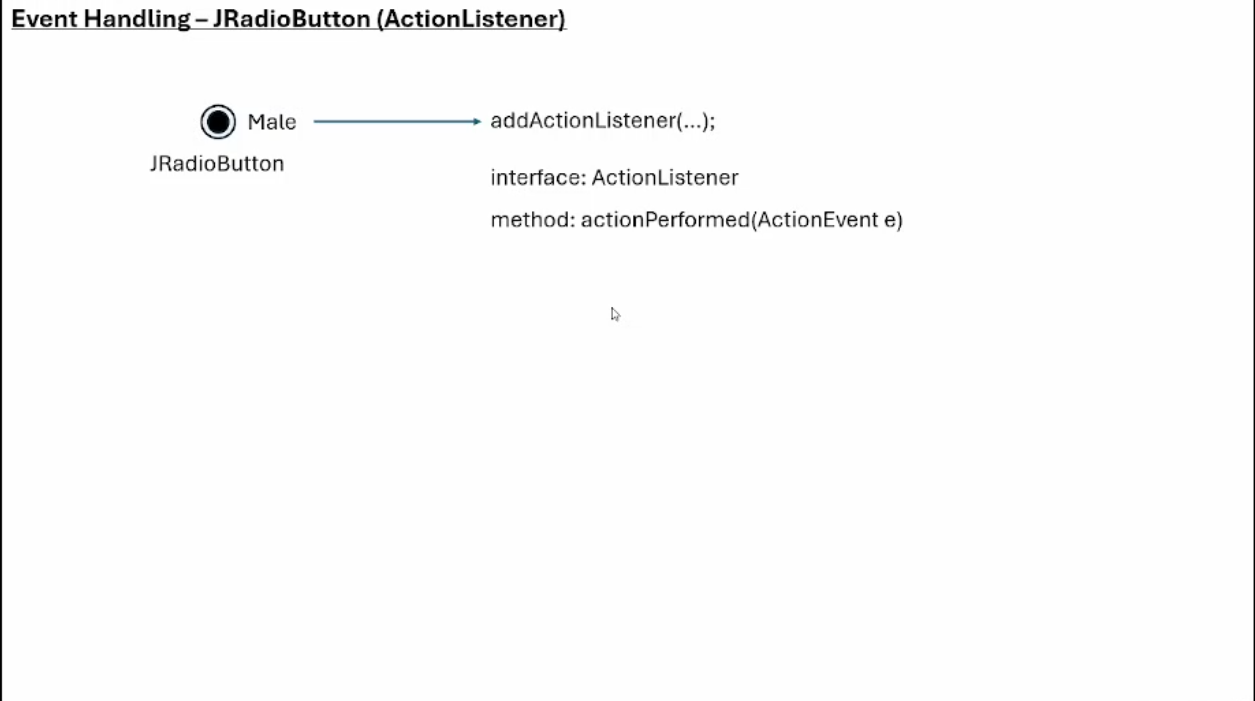 Event Handling – JRadioButton (ActionListener)
Male
addActionListener(...);
JRadioButton
interface: ActionListener
method: actionPerformed(ActionEvent e)